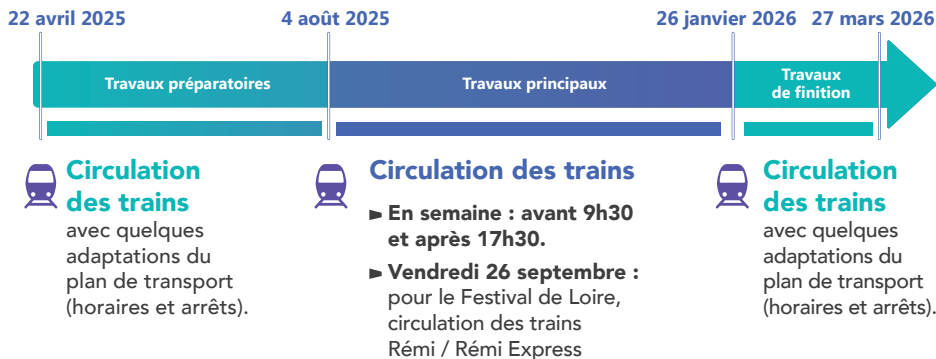 22 avril 2025
4 août 2025
26 janvier 2026
27 mars 2026
Travaux préparatoires
Travaux principaux
Travaux
de finition
Circulation
des trains
avec quelques
adaptations du
plan de transport
(horaires et arrêts).
Circulation des trains
► En semaine : avant 9h30
et après 17h30.
► Vendredi 26 septembre :
pour le Festival de Loire,
circulation des trains
Rémi / Rémi Express
Circulation
des trains
avec quelques
adaptations du
plan de transport
(horaires et arrêts).